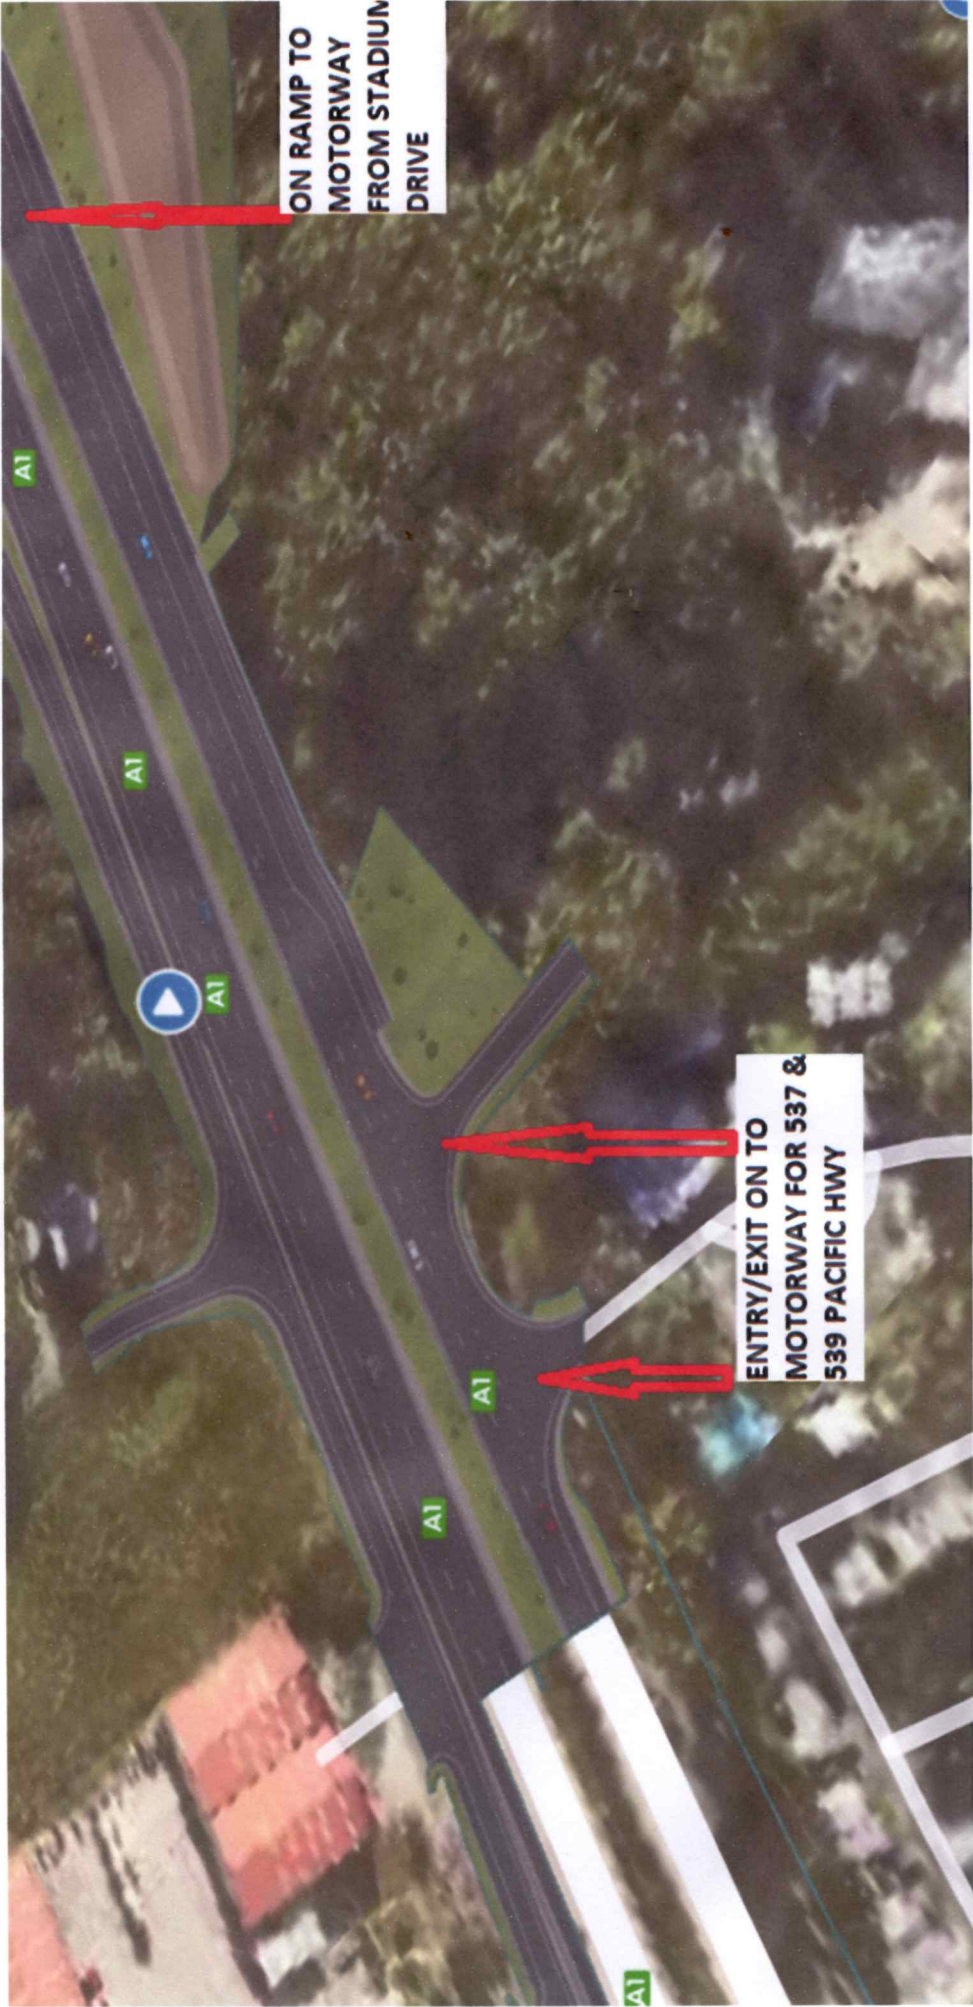 A1
A1
A1
ON RAMP TO
MOTORWAY
FROM STADIUM
DRIVE
A1
A1
A1
ENTRY/EXIT ON TO
MOTORWAY FOR 537 &
539 PACIFIC HWY